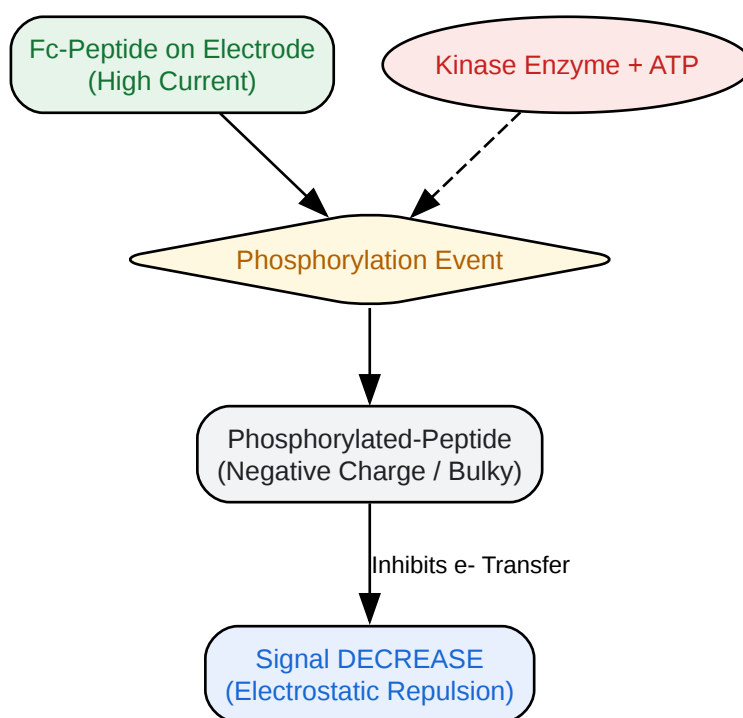 Fc-Peptide on Electrode
(High Current)
Kinase Enzyme + ATP
Phosphorylation Event
Phosphorylated-Peptide
(Negative Charge / Bulky)
Inhibits e- Transfer
Signal DECREASE
(Electrostatic Repulsion)